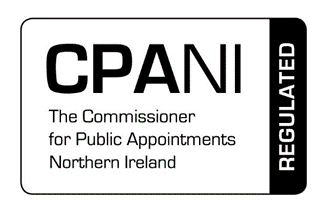 CPANI
The Commissioner
for Public Appointments
Northern Ireland
REGULATED